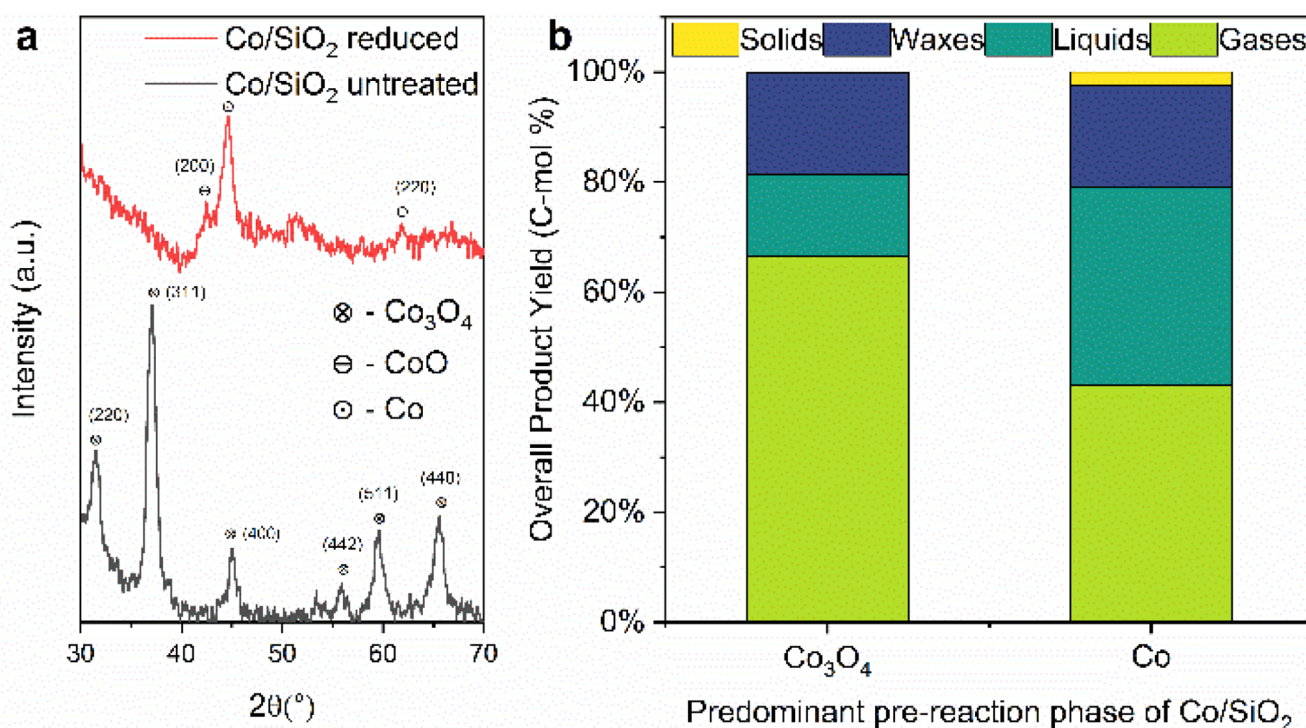 a
Co/SiO₂ reduced
Co/SiO₂ untreated
(200)
(220)
(311)
⊗ - Co₃O₄
⊖ - CoO
⊙ - Co
(220)
(400)
(442)
(511)
(440)
30 40 50 60 70
2θ(°)
Intensity (a.u.)
b
Solids Waxes Liquids Gases
100%
80%
60%
40%
20%
0%
Co₃O₄ Co
Predominant pre-reaction phase of Co/SiO₂
Overall Product Yield (C-mol %)